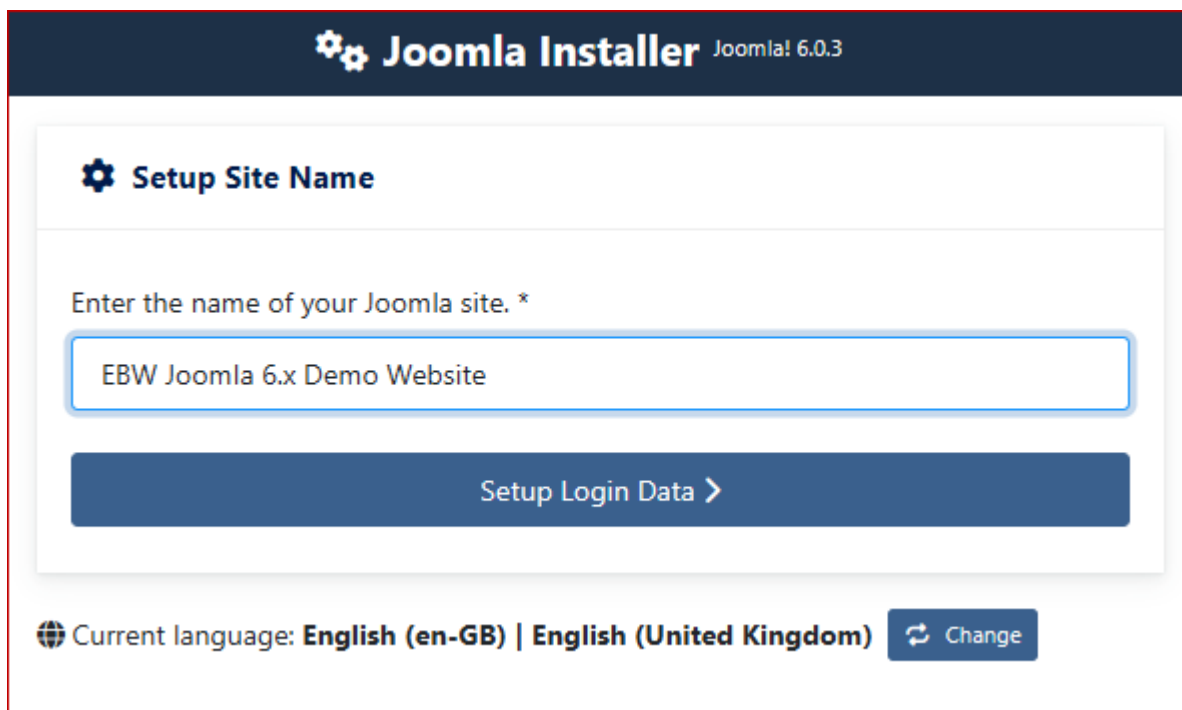 Joomla Installer Joomla! 6.0.3
Setup Site Name
Enter the name of your Joomla site. *
EBW Joomla 6.x Demo Website
Setup Login Data
Current language: English (en-GB) | English (United Kingdom) Change